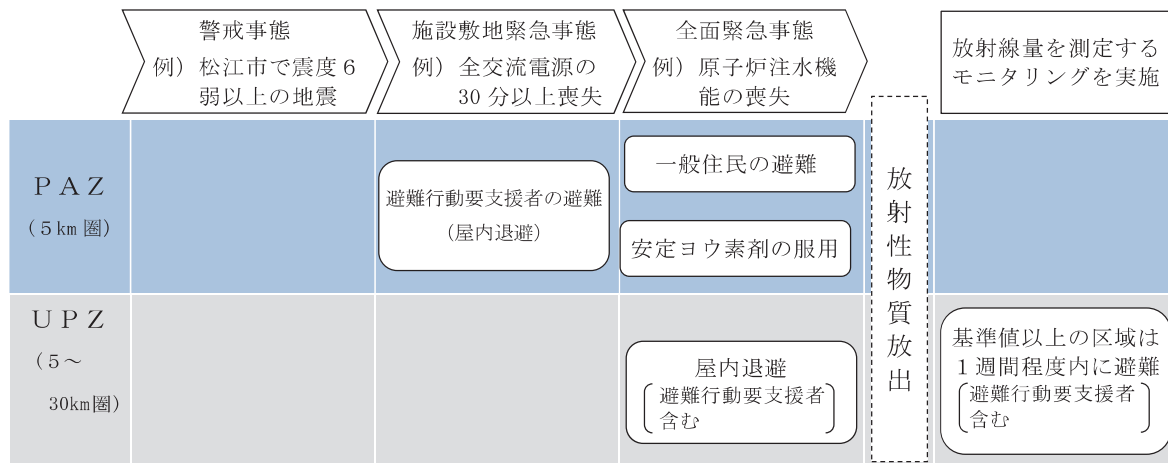 警戒事態
例）松江市で震度６
弱以上の地震
施設敷地緊急事態
例）全交流電源の
30 分以上喪失
全面緊急事態
例）原子炉注水機
能の喪失
放射線量を測定する
モニタリングを実施
ＰＡＺ
（５km 圏）
避難行動要支援者の避難
（屋内退避）
一般住民の避難
安定ヨウ素剤の服用
放射性物質放出
ＵＰＺ
（５～
30km圏）
屋内退避
避難行動要支援者
含む
基準値以上の区域は
１週間程度内に避難
避難行動要支援者
含む